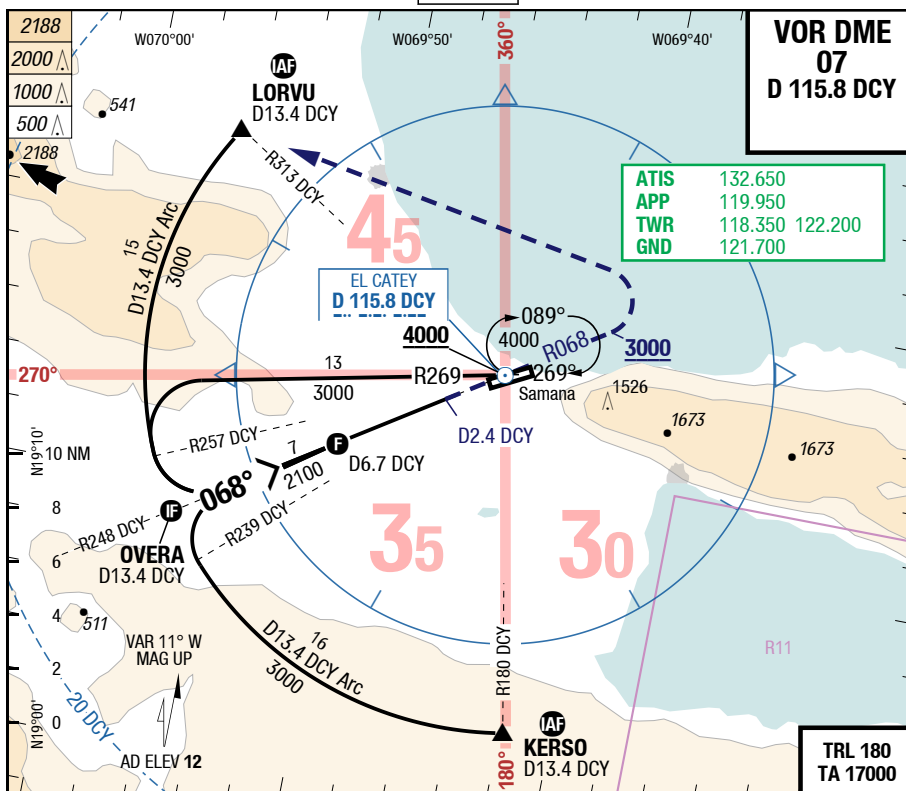 2188
2000
1000
500
2188
W070°00'
W069°50'
W069°40'
360°
VOR DME
07
D 115.8 DCY
541
IAF
LORVU
D13.4 DCY
R313 DCY
ATIS 132.650
APP 119.950
TWR 118.350 122.200
GND 121.700
45
15
D13.4 DCY Arc
3000
EL CATEY
D 115.8 DCY
4000
089°
4000
R068
3000
270°
13
3000
R269
269°
Samana
1526
1673
1673
D2.4 DCY
R257 DCY
N19°10'
10 NM
7
2100
F
D6.7 DCY
068°
8
IF
R248 DCY
R239 DCY
OVERA
D13.4 DCY
35
30
6
4
511
VAR 11° W
MAG UP
16
D13.4 DCY Arc
3000
R180 DCY
R11
2
20 DCY
N19°00'
0
AD ELEV 12
IAF
KERSO
D13.4 DCY
180°
TRL 180
TA 17000